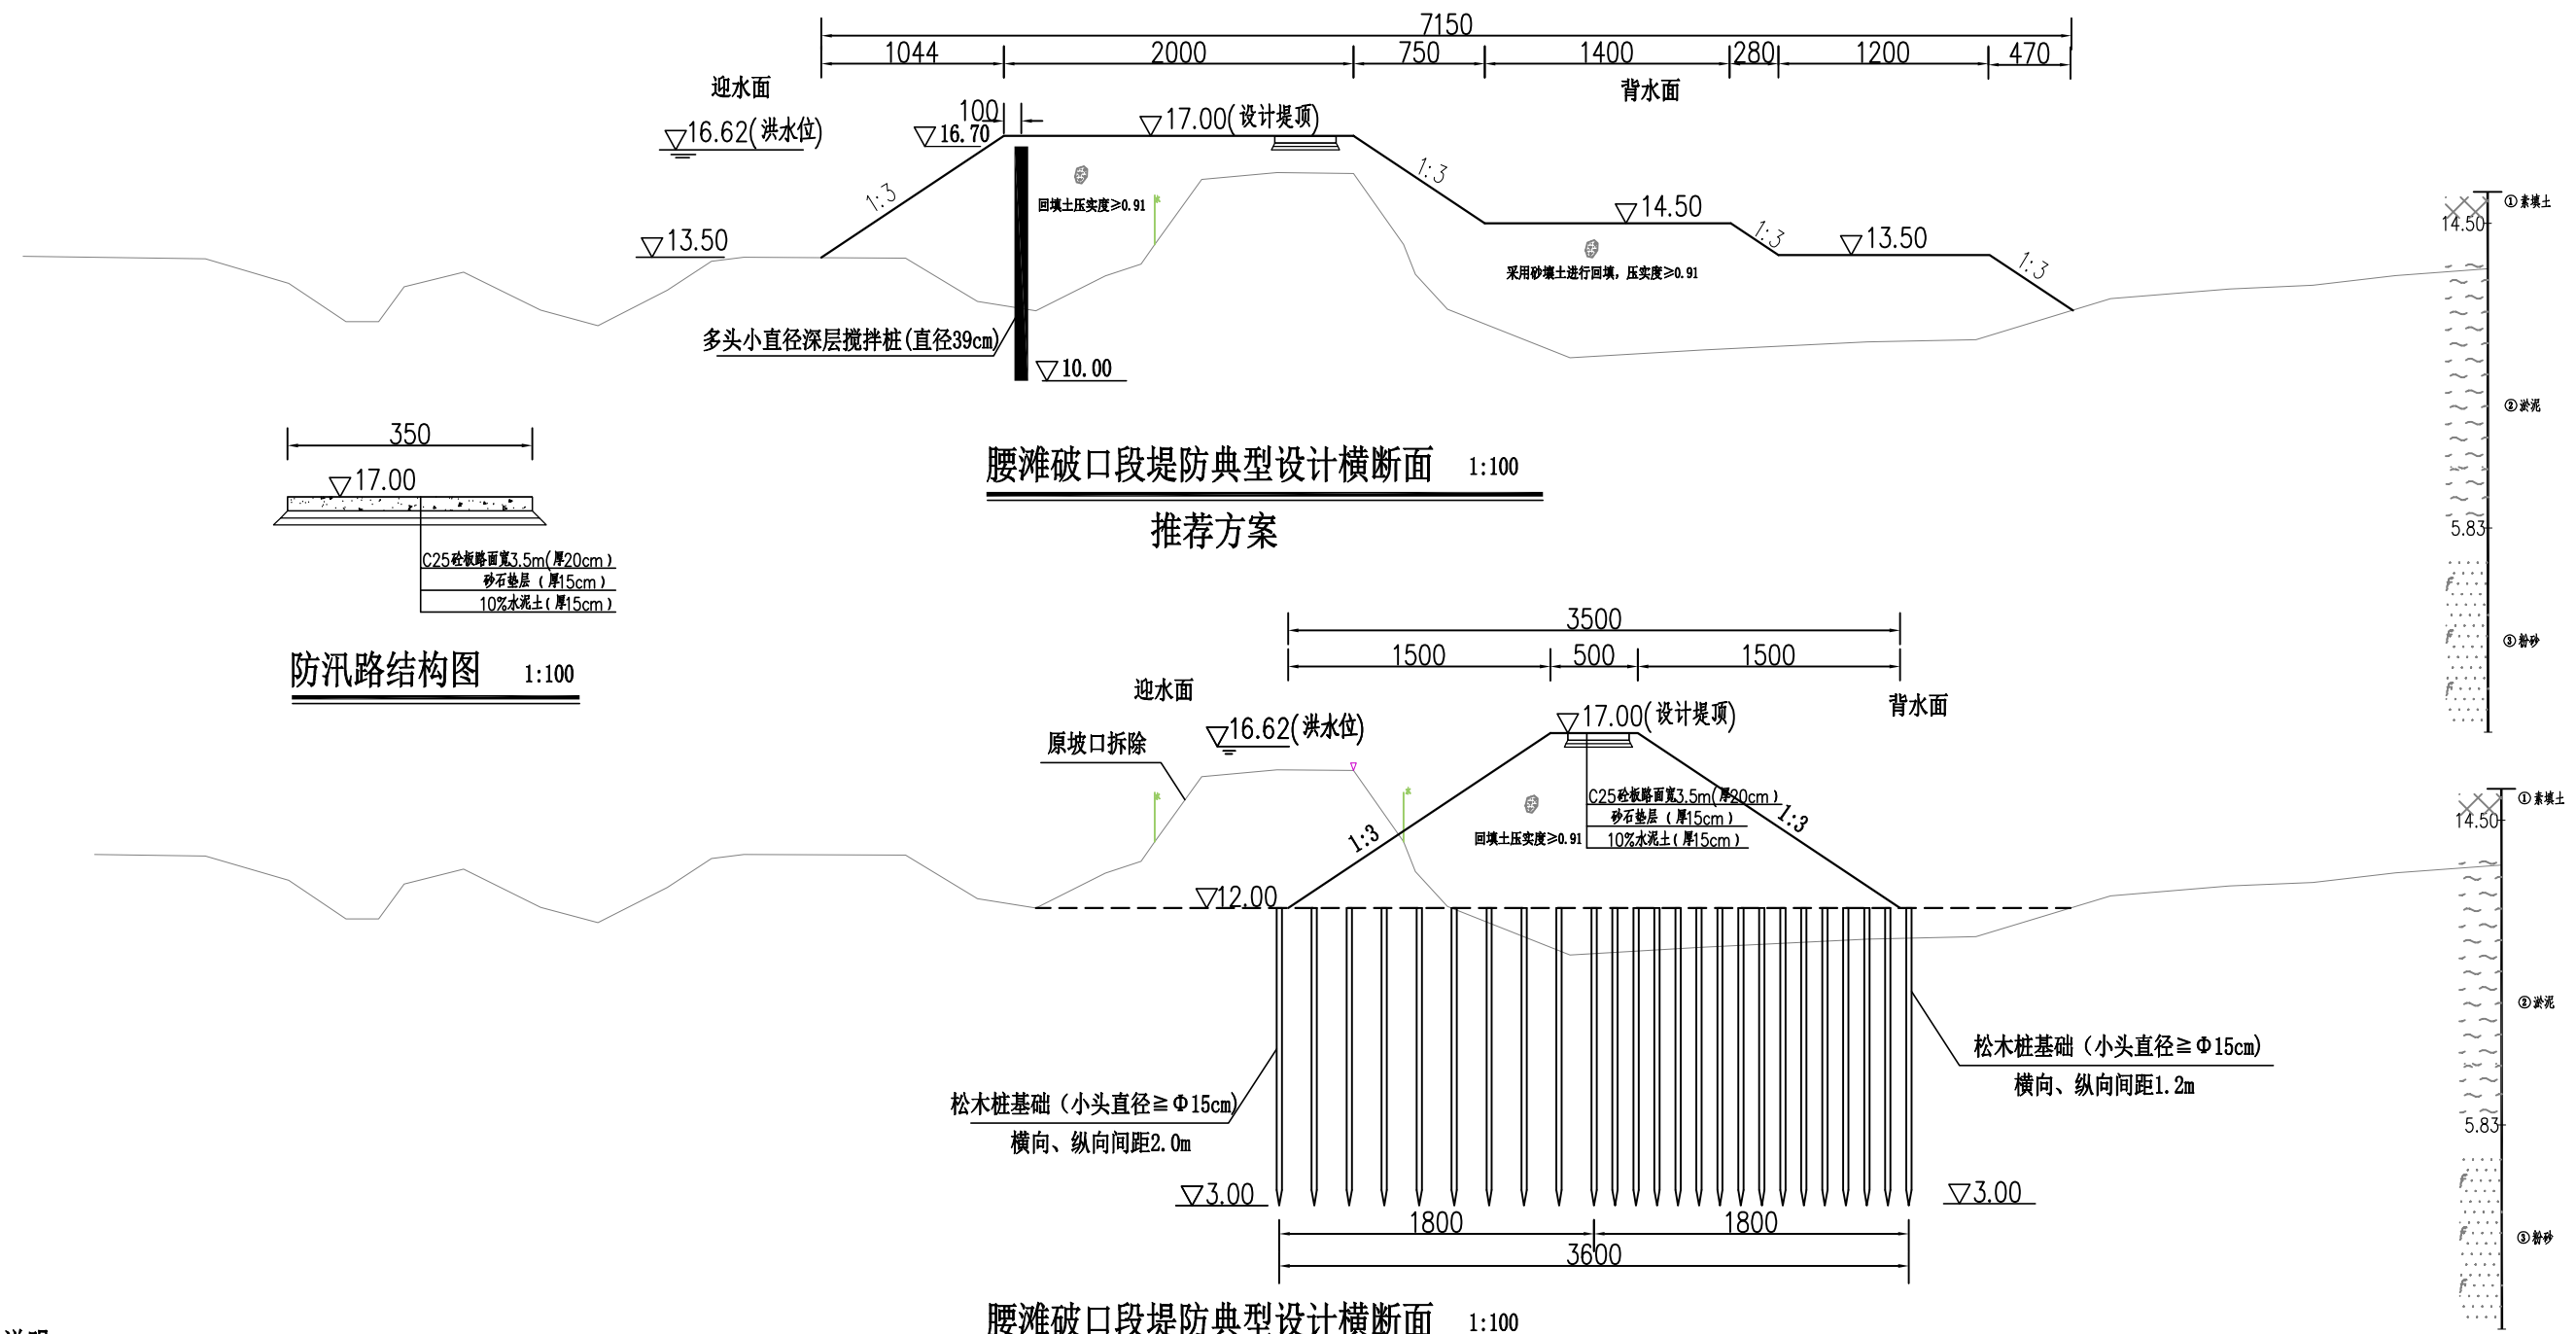 7150
1044
2000
750
1400
280
1200
470
迎水面
背水面
100
16.62(洪水位)
16.70
17.00(设计堤顶)
1:3
1:3
回填土压实度≥0.91
14.50
1:3
13.50
13.50
1:3
采用砂壤土进行回填，压实度≥0.91
多头小直径深层搅拌桩(直径39cm)
10.00
①素填土
14.50
②淤泥
5.83
③粉砂
腰滩破口段堤防典型设计横断面 1:100
推荐方案
350
17.00
C25砼板路面宽3.5m(厚20cm)
砂石垫层（厚15cm）
10%水泥土(厚15cm)
防汛路结构图 1:100
3500
1500
500
1500
迎水面
背水面
16.62(洪水位)
17.00(设计堤顶)
原坡口拆除
C25砼板路面宽3.5m(厚20cm)
砂石垫层（厚15cm）
10%水泥土(厚15cm)
1:3
回填土压实度≥0.91
1:3
12.00
松木桩基础（小头直径≧Φ15cm)
横向、纵向间距2.0m
松木桩基础（小头直径≧Φ15cm)
横向、纵向间距1.2m
3.00
3.00
1800
1800
3600
①素填土
14.50
②淤泥
5.83
③粉砂
腰滩破口段堤防典型设计横断面 1:100